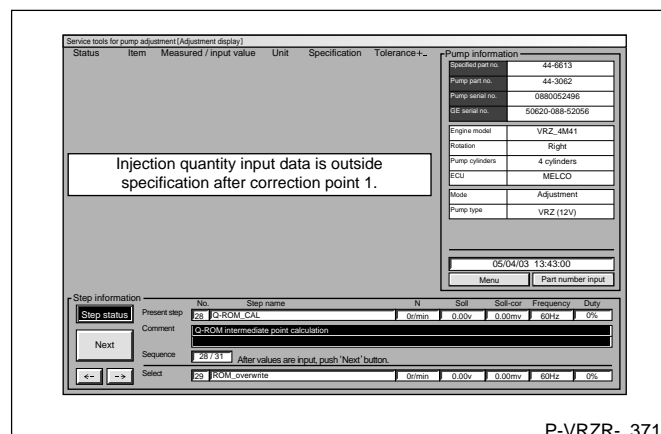 Service tools for pump adjustment [Adjustment display]
Status Item Measured / input value Unit Specification Tolerance+-
Pump information
Specified part no. 44-6613
Pump part no. 44-3062
Pump serial no. 0880052496
GE serial no. 50620-088-52056
Engine model VRZ_4M41
Rotation Right
Pump cylinders 4 cylinders
ECU MELCO
Mode Adjustment
Pump type VRZ (12V)
Injection quantity input data is outside
specification after correction point 1.
05/04/03 13:43:00
Menu Part number input
Step information
No. Step name N Soll Soll-cor Frequency Duty
Step status Present step 28 Q-ROM_CAL 0r/min 0.00v 0.00mv 60Hz 0%
Comment Q-ROM intermediate point calculation
Next
Sequence 28 / 31 After values are input, push 'Next' button.
<- -> Select 29 ROM_overwrite 0r/min 0.00v 0.00mv 60Hz 0%
P-VRZR-_371